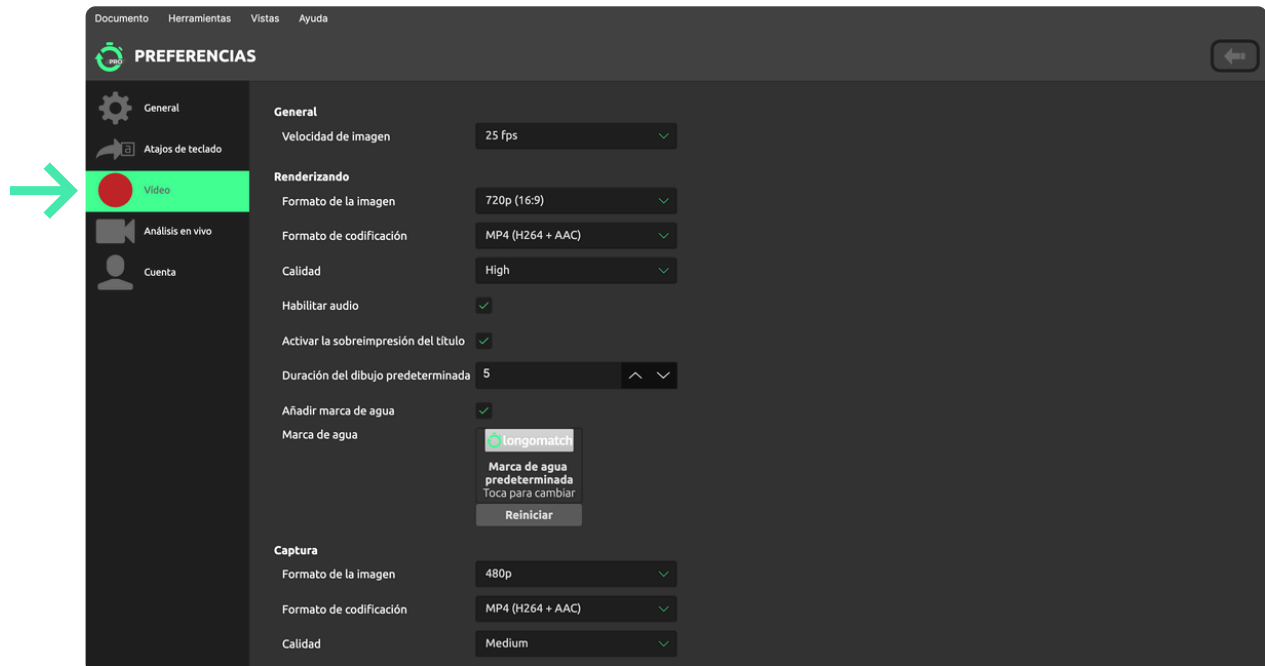 Documento Herramientas Vistas Ayuda
PRO PREFERENCIAS
General
a Atajos de teclado
Vídeo
Análisis en vivo
Cuenta
General
Velocidad de imagen 25 fps
Renderizando
Formato de la imagen 720p (16:9)
Formato de codificación MP4 (H264 + AAC)
Calidad High
Habilitar audio
Activar la sobreimpresión del título
Duración del dibujo predeterminada 5
Añadir marca de agua
Marca de agua
longomatch
Marca de agua
predeterminada
Toca para cambiar
Reiniciar
Captura
Formato de la imagen 480p
Formato de codificación MP4 (H264 + AAC)
Calidad Medium